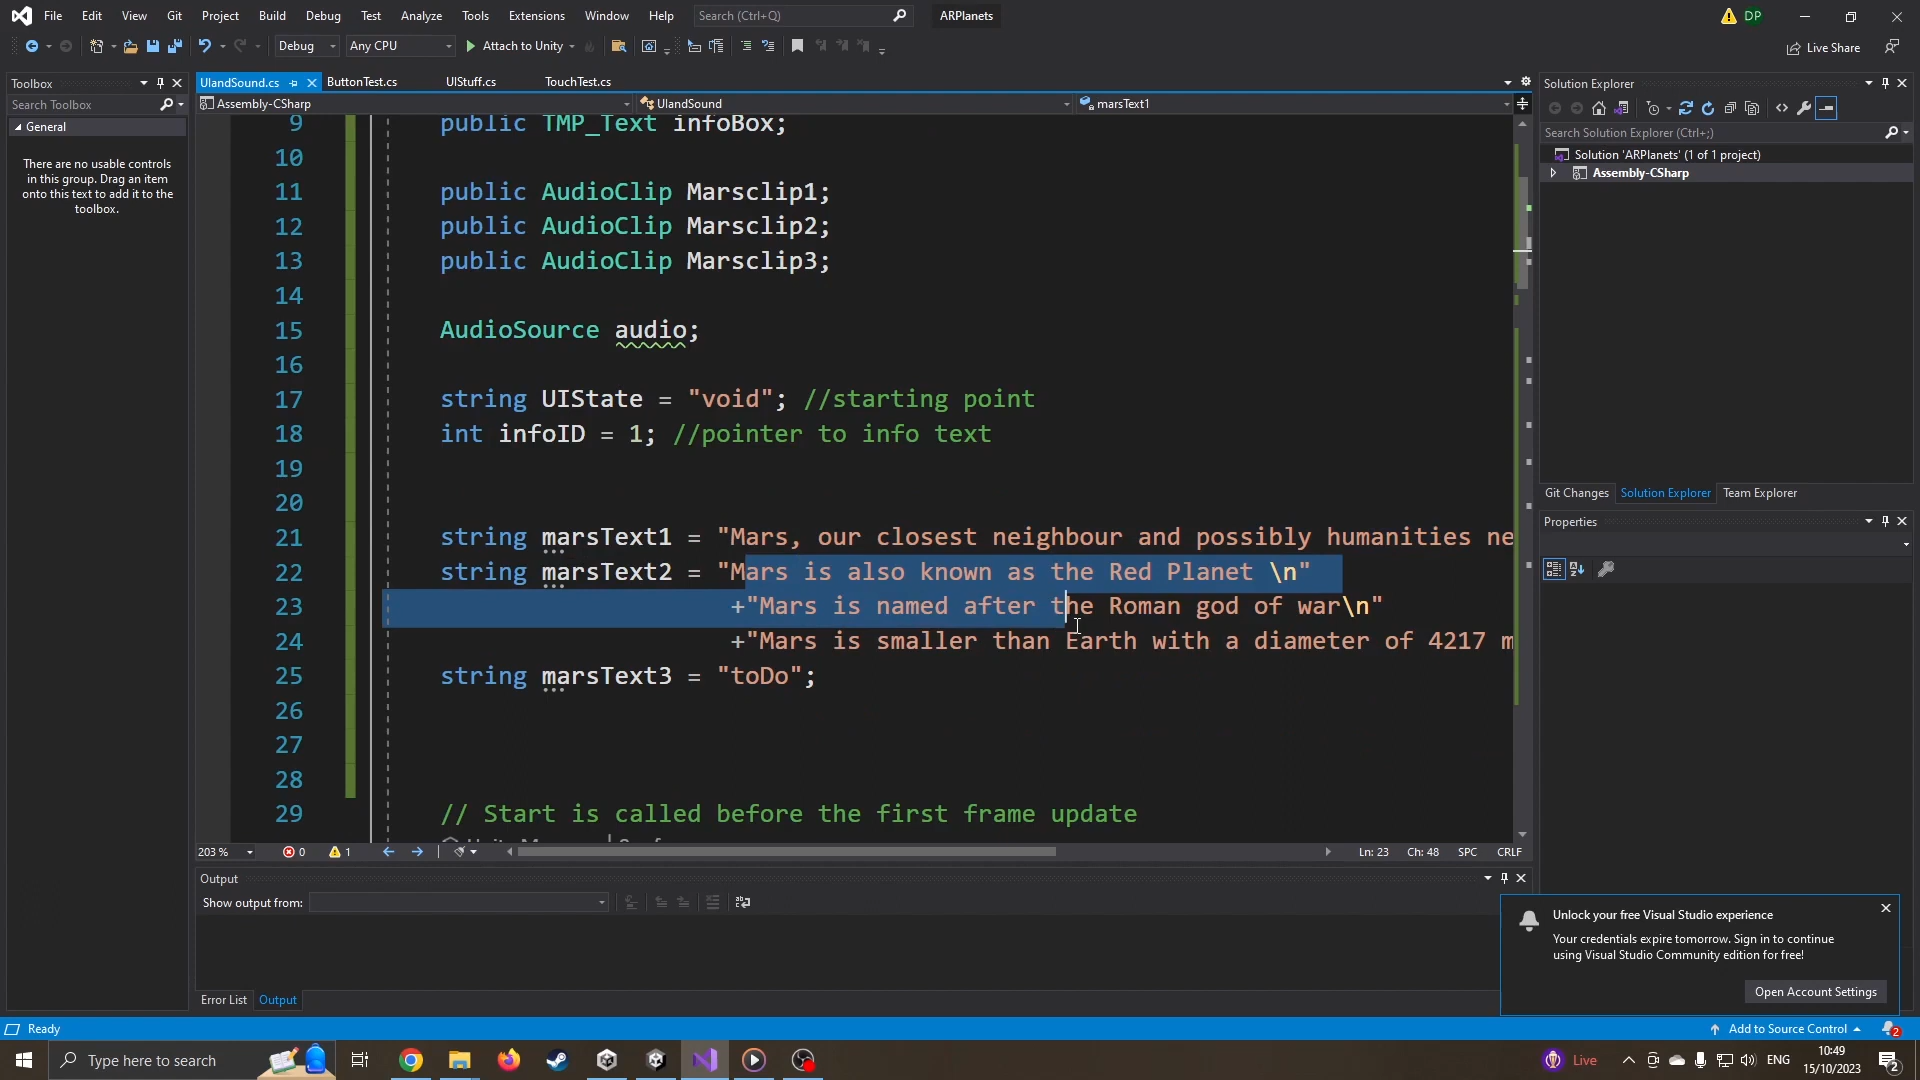 File Edit View Git Project Build Debug Test Analyze Tools Extensions Window Help Search (Ctrl+Q) ARPlanets DP
Debug Any CPU Attach to Unity Live Share
Toolbox
Search Toolbox
General
There are no usable controls
in this group. Drag an item
onto this text to add it to the
toolbox.
UIandSound.cs ButtonTest.cs UIStuff.cs TouchTest.cs
Assembly-CSharp UIandSound marsText1
9 public TMP_Text infoBox;
10
11 public AudioClip Marsclip1;
12 public AudioClip Marsclip2;
13 public AudioClip Marsclip3;
14
15 AudioSource audio;
16
17 string UIState = "void"; //starting point
18 int infoID = 1; //pointer to info text
19
20
21 string marsText1 = "Mars, our closest neighbour and possibly humanities ne
22 string marsText2 = "Mars is also known as the Red Planet \n"
23 +"Mars is named after the Roman god of war\n"
24 +"Mars is smaller than Earth with a diameter of 4217 m
25 string marsText3 = "toDo";
26
27
28
29 // Start is called before the first frame update
203 % 0 1 Ln: 23 Ch: 48 SPC CRLF
Output
Show output from:
Error List Output
Solution Explorer
Search Solution Explorer (Ctrl+;)
Solution 'ARPlanets' (1 of 1 project)
Assembly-CSharp
Git Changes Solution Explorer Team Explorer
Properties
Unlock your free Visual Studio experience
Your credentials expire tomorrow. Sign in to continue
using Visual Studio Community edition for free!
Open Account Settings
Ready Add to Source Control 2
Type here to search Live ENG 10:49
15/10/2023 2